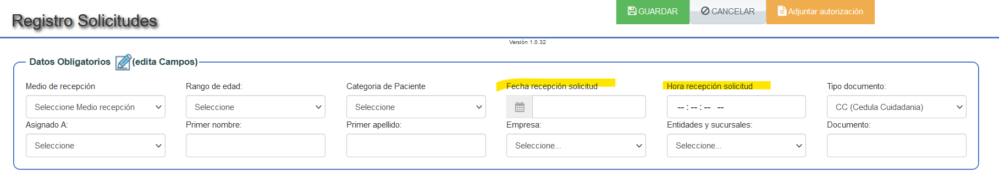 GUARDAR CANCELAR Adjuntar autorización
Registro Solicitudes
Versión 1.0.32
Datos Obligatorios (edita Campos)
Medio de recepción Rango de edad: Categoria de Paciente Fecha recepción solicitud Hora recepción solicitud Tipo documento:
Seleccione Medio recepción Seleccione Seleccione -- : -- : -- -- CC (Cedula Cuidadania)
Asignado A: Primer nombre: Primer apellido: Empresa: Entidades y sucursales: Documento:
Seleccione Seleccione... Seleccione...